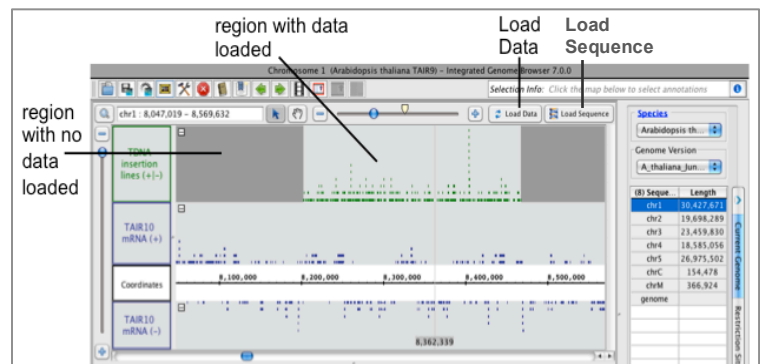 region with data
loaded
Load
Data
Load
Sequence
Chromosome 1 (Arabidopsis thaliana TAIR9) - Integrated Genome Browser 7.0.0
Selection Info: Click the map below to select annotations
region
with no
data
loaded
chr1 : 8,047,019 - 8,569,632
Load Data
Load Sequence
Species
Arabidopsis th...
Genome Version
A_thaliana_Jun...
(8) Seque... Length
chr1 30,427,671
chr2 19,698,289
chr3 23,459,830
chr4 18,585,056
chr5 26,975,502
chrC 154,478
chrM 366,924
genome
Current Genome
TDNA
insertion
lines (+|-)
TAIR10
mRNA (+)
Coordinates
8,100,000 8,200,000 8,300,000 8,400,000 8,500,000
TAIR10
mRNA (-)
8,362,339